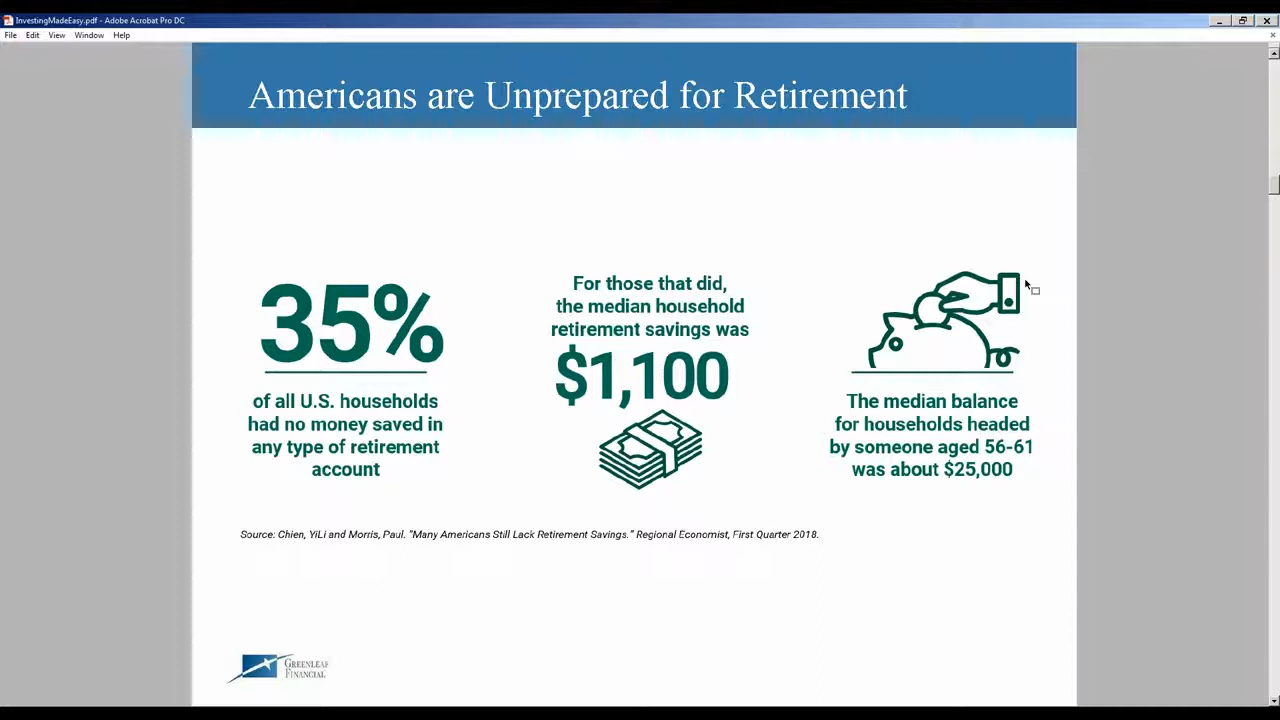 InvestingMadeEasy.pdf - Adobe Acrobat Pro DC
File Edit View Window Help
Americans are Unprepared for Retirement
35%
of all U.S. households
had no money saved in
any type of retirement
account
For those that did,
the median household
retirement savings was
$1,100
The median balance
for households headed
by someone aged 56-61
was about $25,000
Source: Chien, YiLi and Morris, Paul. "Many Americans Still Lack Retirement Savings." Regional Economist, First Quarter 2018.
GREENLEAF
FINANCIAL